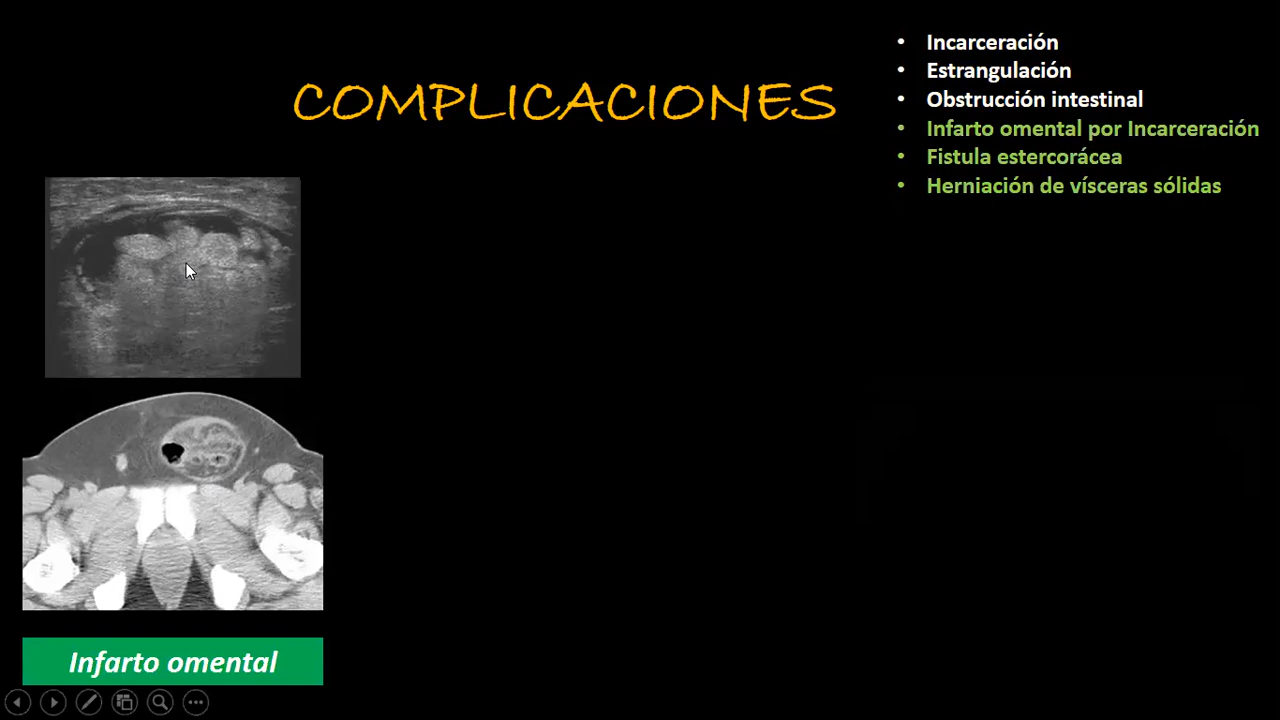 COMPLICACIONES
• Incarceración
• Estrangulación
• Obstrucción intestinal
• Infarto omental por Incarceración
• Fistula estercorácea
• Herniación de vísceras sólidas
Infarto omental